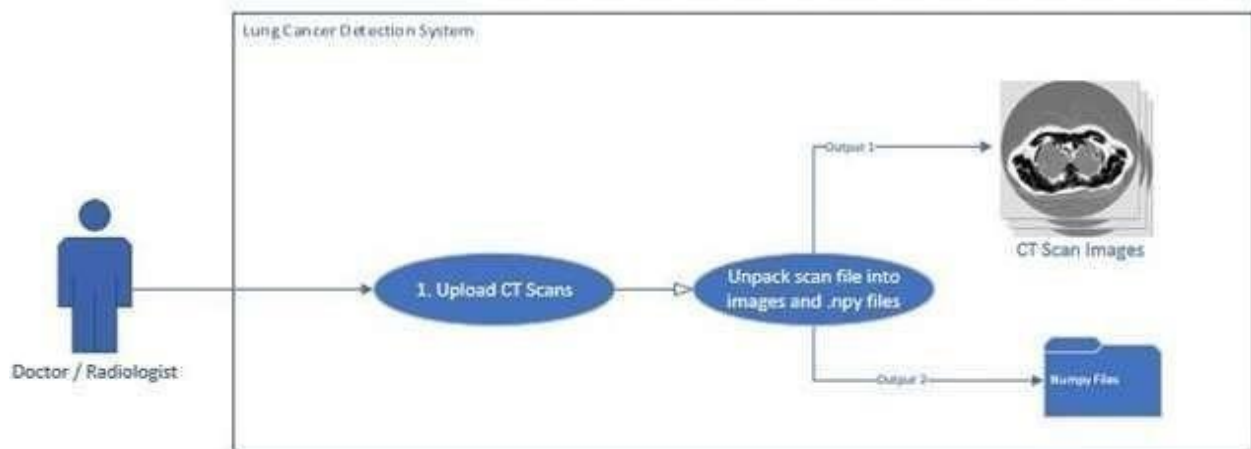 Lung Cancer Detection System
Output 1
CT Scan Images
Doctor / Radiologist
1. Upload CT Scans
Unpack scan file into
images and .npy files
Output 2
Numpy Files